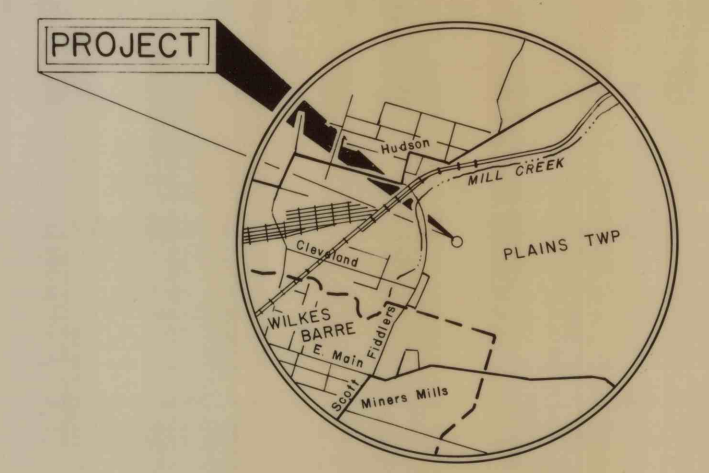 PROJECT
Hudson
MILL CREEK
PLAINS TWP
Cleveland
WILKES
BARRE
Fiddlers
E. Main
Scott
Miners Mills